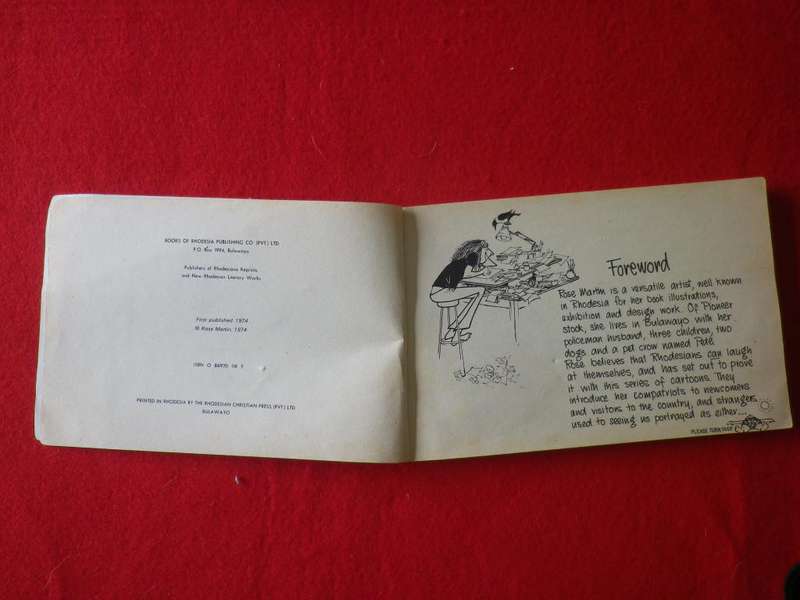 BOOKS OF RHODESIA PUBLISHING CO (PVT.) LTD
P.O. Box 1994, Bulawayo
Publishers of Rhodesiana Reprints
and New Rhodesian Literary Works
First published 1974
© Rose Martin, 1974
ISBN 0 86920
PRINTED IN RHODESIA BY THE RHODESIAN CHRISTIAN PRESS (PVT.) LTD
BULAWAYO
Foreword
Rose Martin is a versatile artist, well known
in Rhodesia for her book illustrations,
exhibition and design work. Of Pioneer
stock, she lives in Bulawayo with her
policeman husband, three children, two
dogs and a pet crow named Pete.
Rose believes that Rhodesians can laugh
at themselves, and has set out to prove
it with this series of cartoons. They
introduce her compatriots to newcomers
and visitors to the country, and strangers
used to seeing us portrayed as either...
PLEASE TURN OVER